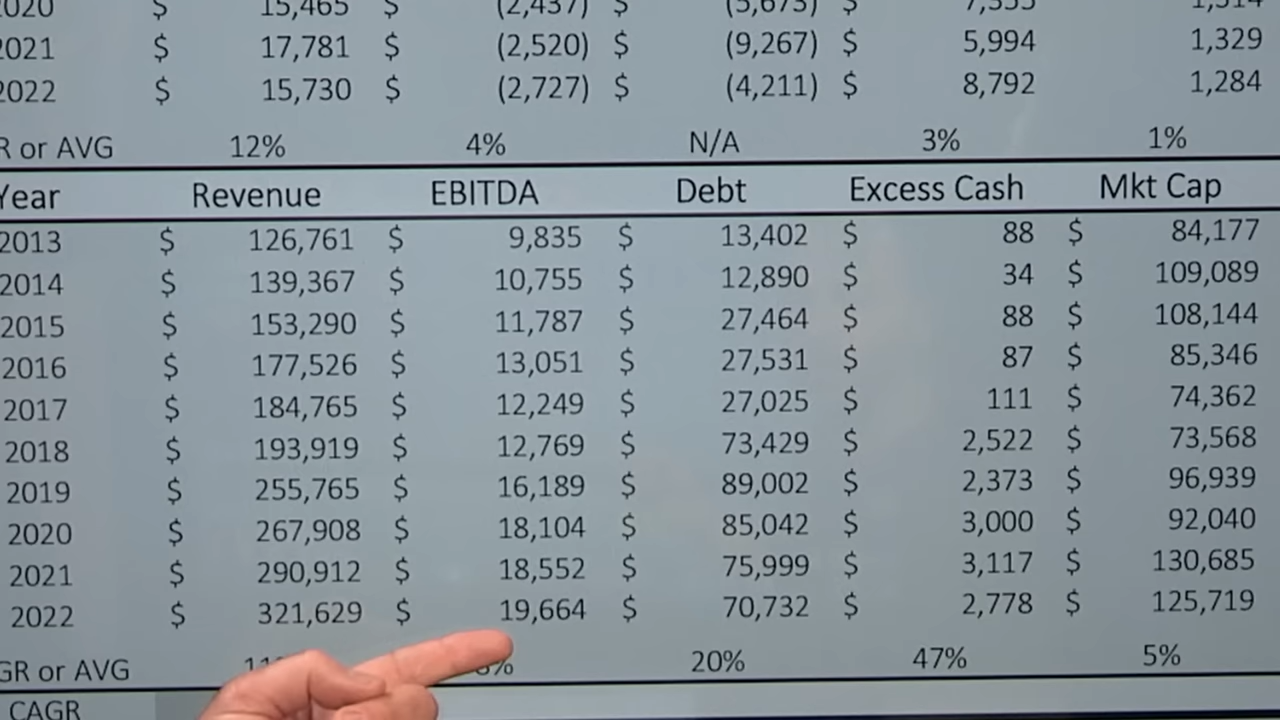 2020 $ 15,465 $ (2,437) $ (5,673) $ 7,355 1,314
2021 $ 17,781 $ (2,520) $ (9,267) $ 5,994 1,329
2022 $ 15,730 $ (2,727) $ (4,211) $ 8,792 1,284
R or AVG 12% 4% N/A 3% 1%
Year Revenue EBITDA Debt Excess Cash Mkt Cap
2013 $ 126,761 $ 9,835 $ 13,402 $ 88 $ 84,177
2014 $ 139,367 $ 10,755 $ 12,890 $ 34 $ 109,089
2015 $ 153,290 $ 11,787 $ 27,464 $ 88 $ 108,144
2016 $ 177,526 $ 13,051 $ 27,531 $ 87 $ 85,346
2017 $ 184,765 $ 12,249 $ 27,025 $ 111 $ 74,362
2018 $ 193,919 $ 12,769 $ 73,429 $ 2,522 $ 73,568
2019 $ 255,765 $ 16,189 $ 89,002 $ 2,373 $ 96,939
2020 $ 267,908 $ 18,104 $ 85,042 $ 3,000 $ 92,040
2021 $ 290,912 $ 18,552 $ 75,999 $ 3,117 $ 130,685
2022 $ 321,629 $ 19,664 $ 70,732 $ 2,778 $ 125,719
GR or AVG 20% 47% 5%
CAGR